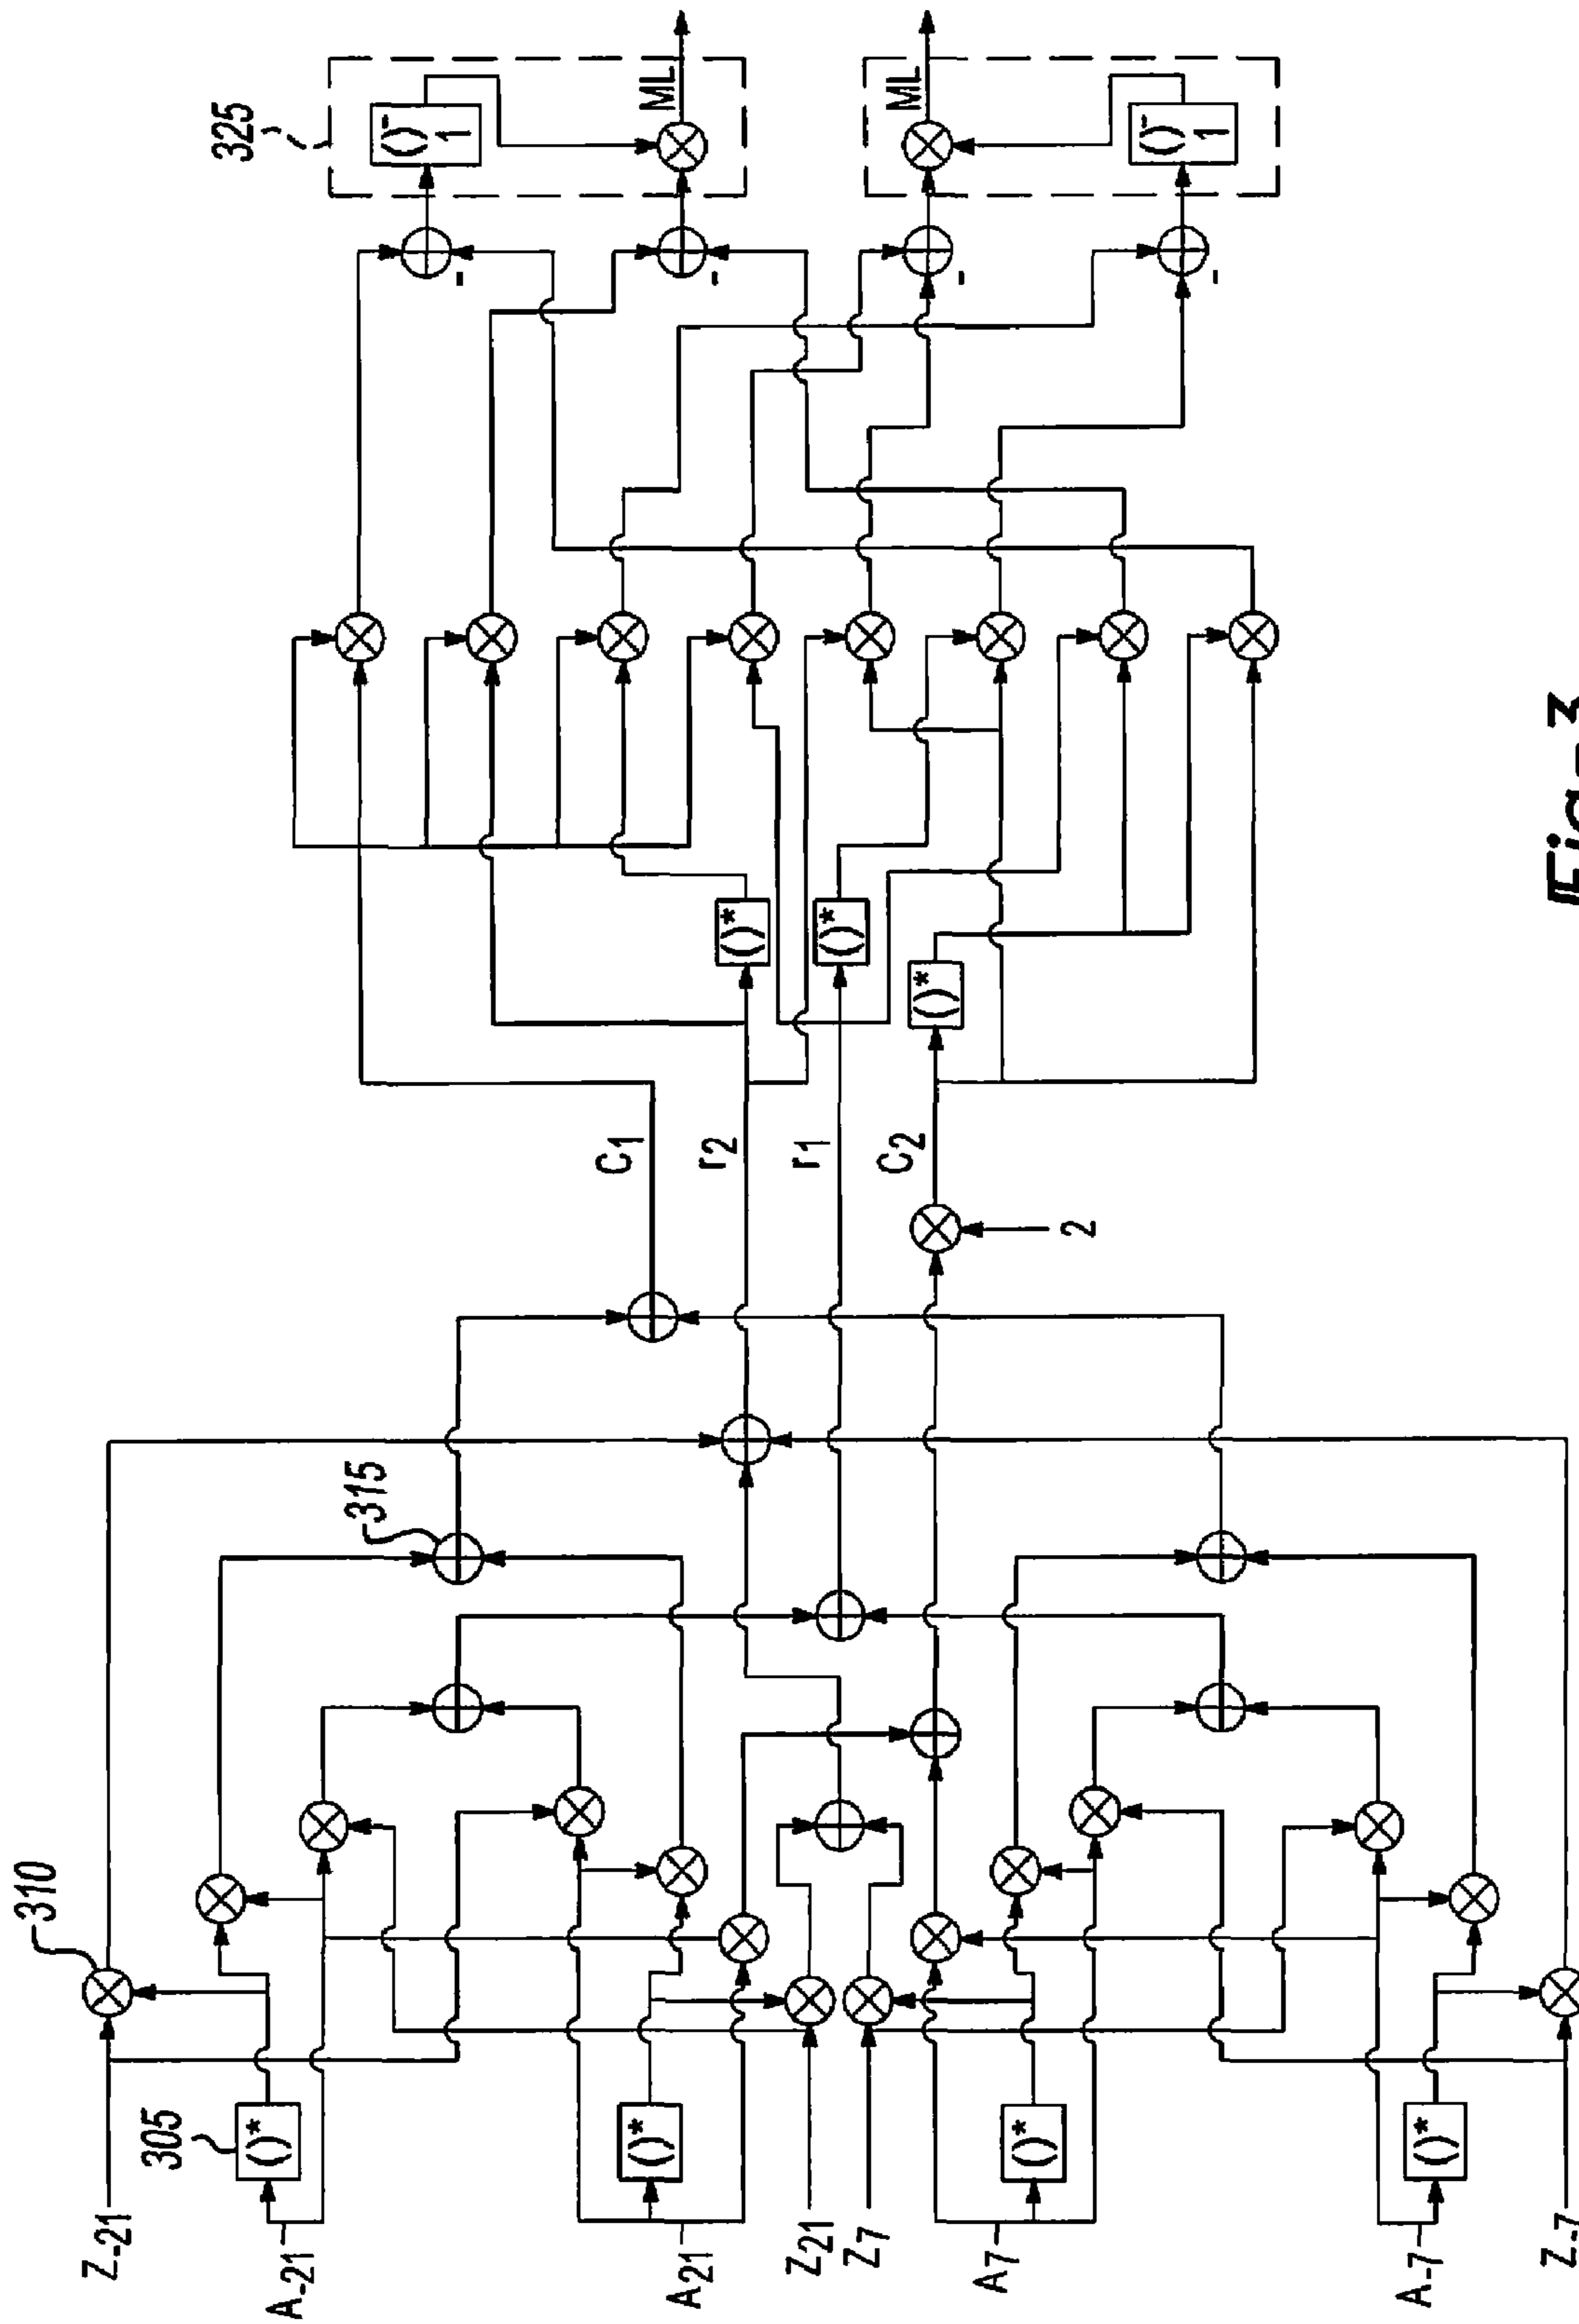 Z-21
A-21
A21
Z21
Z7
A7
A-7
Z-7
305
()*
()*
()*
()*
310
315
2
C1
r2
r1
C2
()*
()*
()*
-
-
-
-
325
()-
1
ML
ML
()-
1
Fig-3